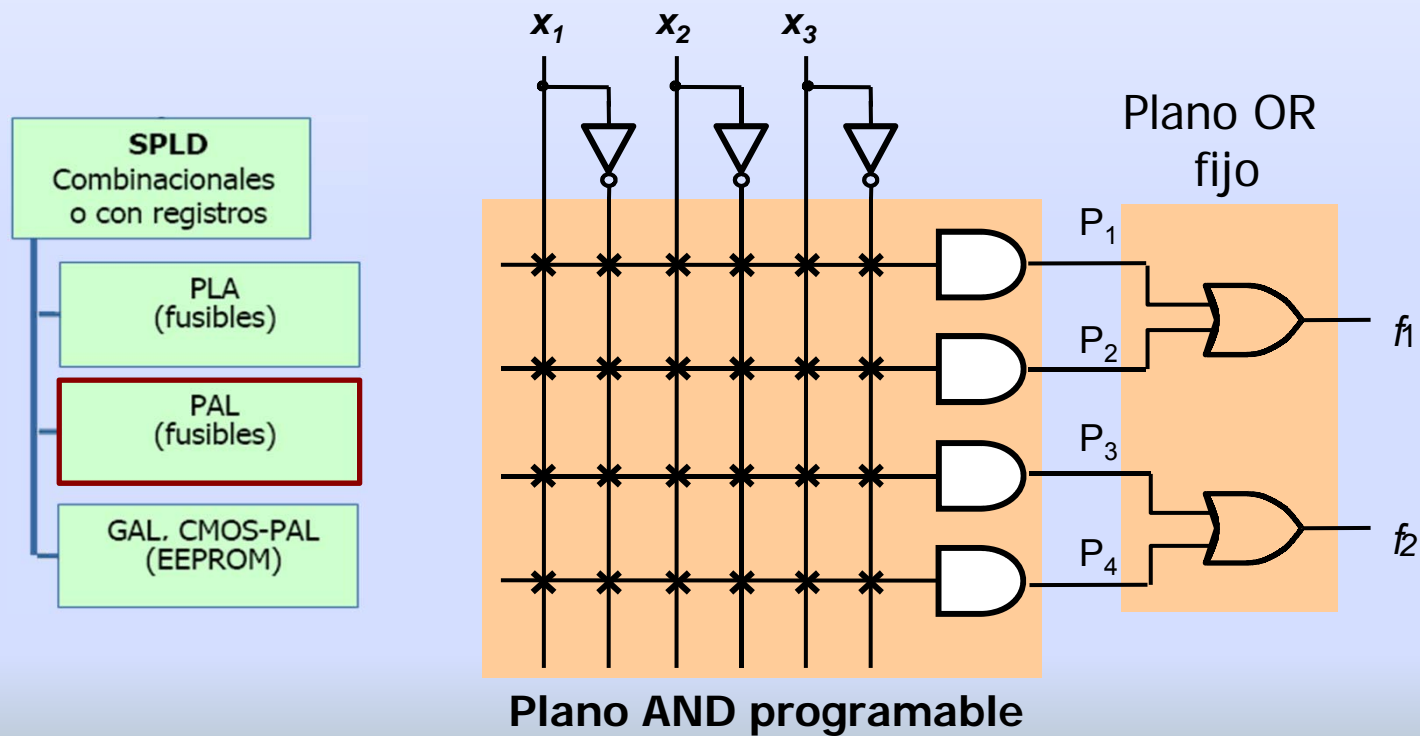 SPLD
Combinacionales
o con registros
PLA
(fusibles)
PAL
(fusibles)
GAL, CMOS-PAL
(EEPROM)
x₁ x₂ x₃
Plano OR
fijo
P₁
P₂
P₃
P₄
f1
f2
Plano AND programable